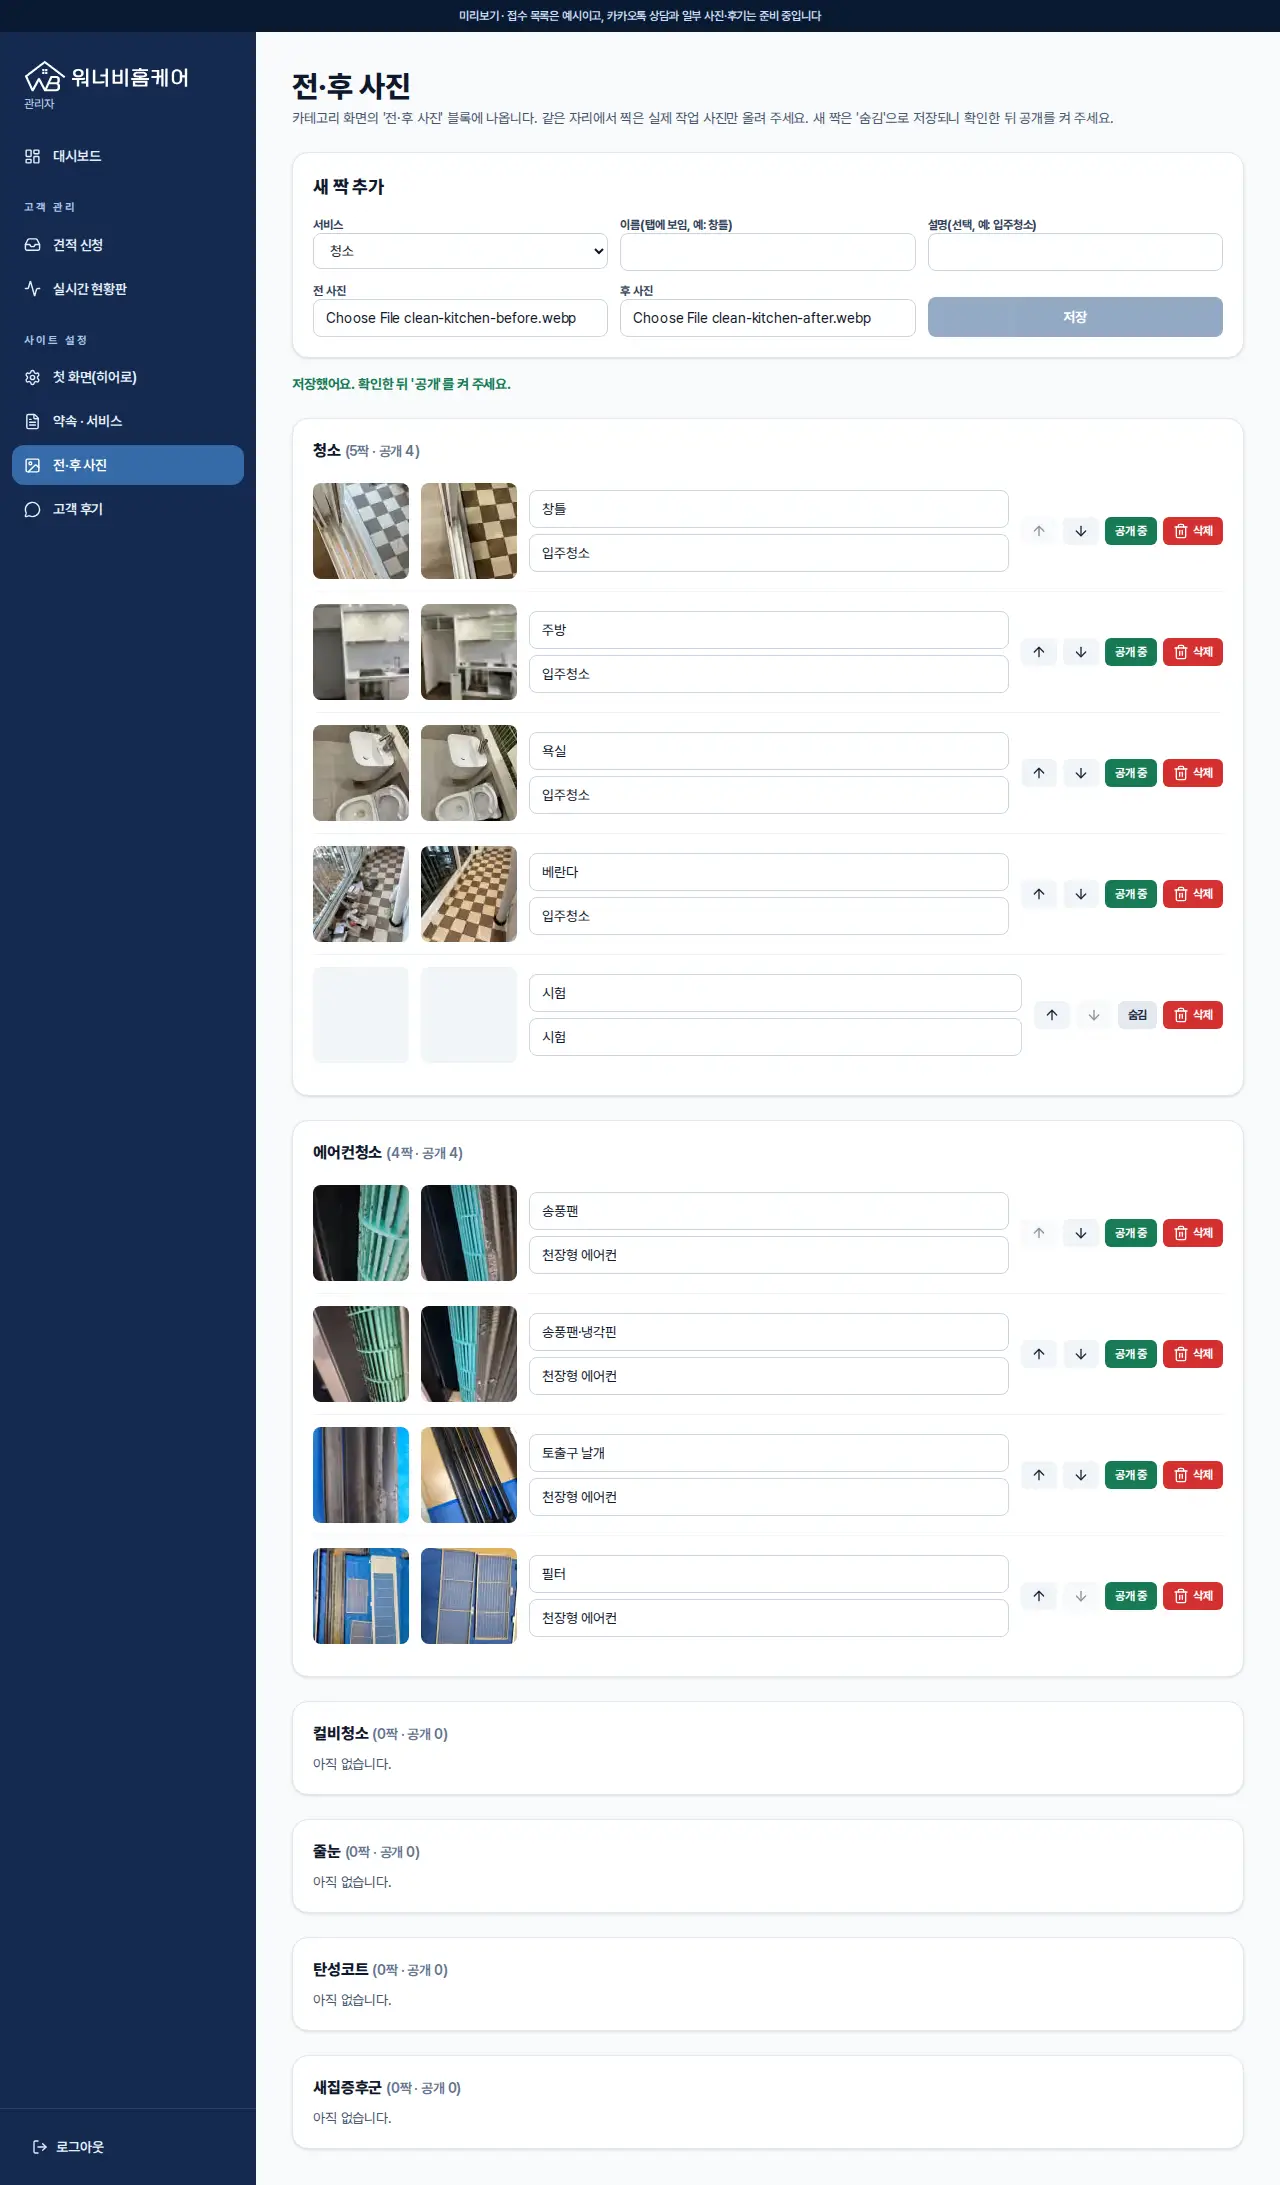 미리보기 · 접수 목록은 예시이고, 카카오톡 상담과 일부 사진·후기는 준비 중입니다
워너비홈케어
관리자
대시보드
고객 관리
견적 신청
실시간 현황판
사이트 설정
첫 화면(히어로)
약속 · 서비스
전·후 사진
고객 후기
로그아웃
전·후 사진
카테고리 화면의 '전·후 사진' 블록에 나옵니다. 같은 자리에서 찍은 실제 작업 사진만 올려 주세요. 새 짝은 '숨김'으로 저장되니 확인한 뒤 공개를 켜 주세요.
새 짝 추가
서비스
이름(탭에 보임, 예: 창틀)
설명(선택, 예: 입주청소)
청소
전 사진
후 사진
Choose File clean-kitchen-before.webp
Choose File clean-kitchen-after.webp
저장
저장했어요. 확인한 뒤 '공개'를 켜 주세요.
청소 (5짝 · 공개 4)
창틀
입주청소
공개 중
삭제
주방
입주청소
공개 중
삭제
욕실
입주청소
공개 중
삭제
베란다
입주청소
공개 중
삭제
시험
시험
숨김
삭제
에어컨청소 (4짝 · 공개 4)
송풍팬
천장형 에어컨
공개 중
삭제
송풍팬·냉각핀
천장형 에어컨
공개 중
삭제
토출구 날개
천장형 에어컨
공개 중
삭제
필터
천장형 에어컨
공개 중
삭제
컬비청소 (0짝 · 공개 0)
아직 없습니다.
줄눈 (0짝 · 공개 0)
아직 없습니다.
탄성코트 (0짝 · 공개 0)
아직 없습니다.
새집증후군 (0짝 · 공개 0)
아직 없습니다.